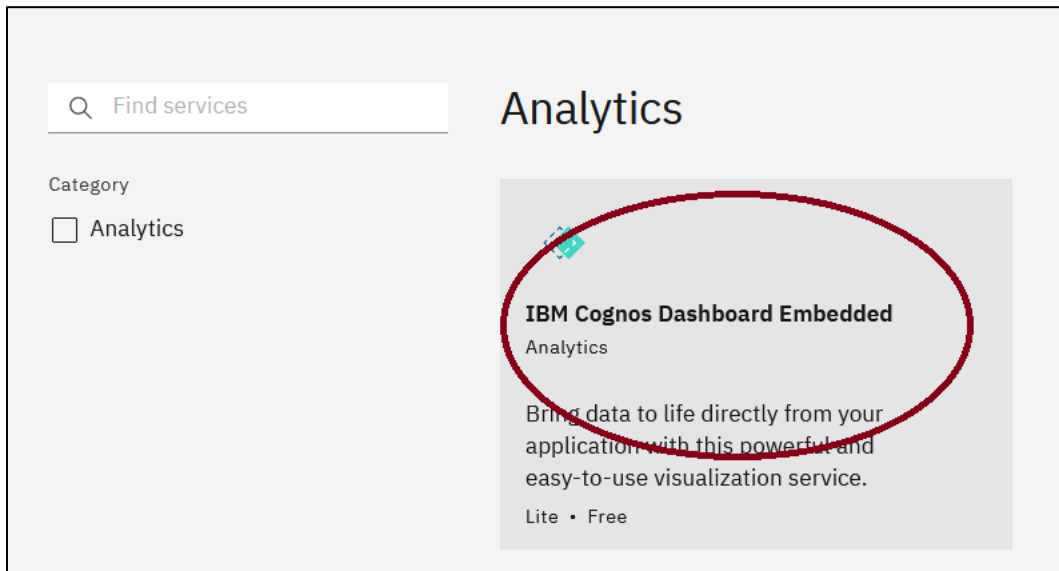 Find services
Category
Analytics
Analytics
IBM Cognos Dashboard Embedded
Analytics
Bring data to life directly from your
application with this powerful and
easy-to-use visualization service.
Lite • Free